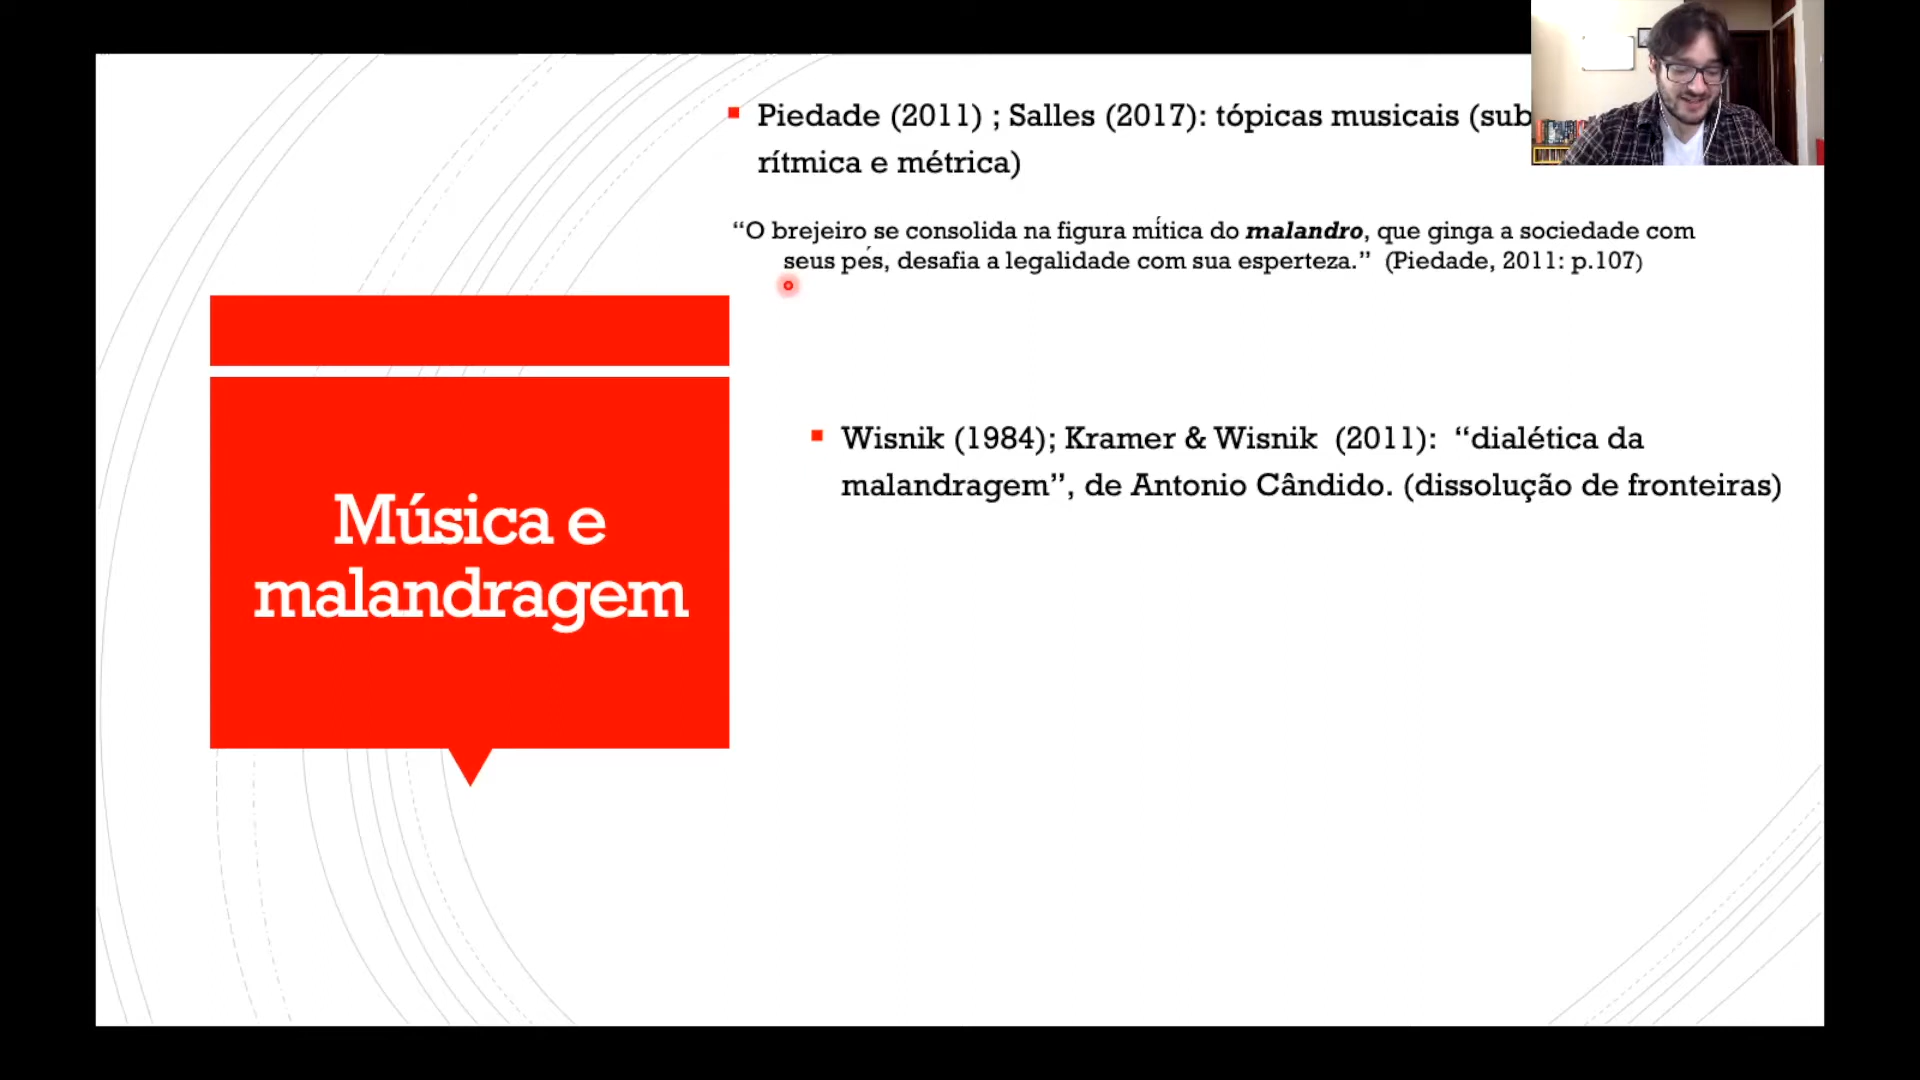 Piedade (2011) ; Salles (2017): tópicas musicais (sub
rítmica e métrica)
“O brejeiro se consolida na figura mítica do malandro, que ginga a sociedade com
seus pés, desafia a legalidade com sua esperteza.” (Piedade, 2011: p.107)
Música e
malandragem
Wisnik (1984); Kramer & Wisnik (2011): “dialética da
malandragem”, de Antonio Cândido. (dissolução de fronteiras)